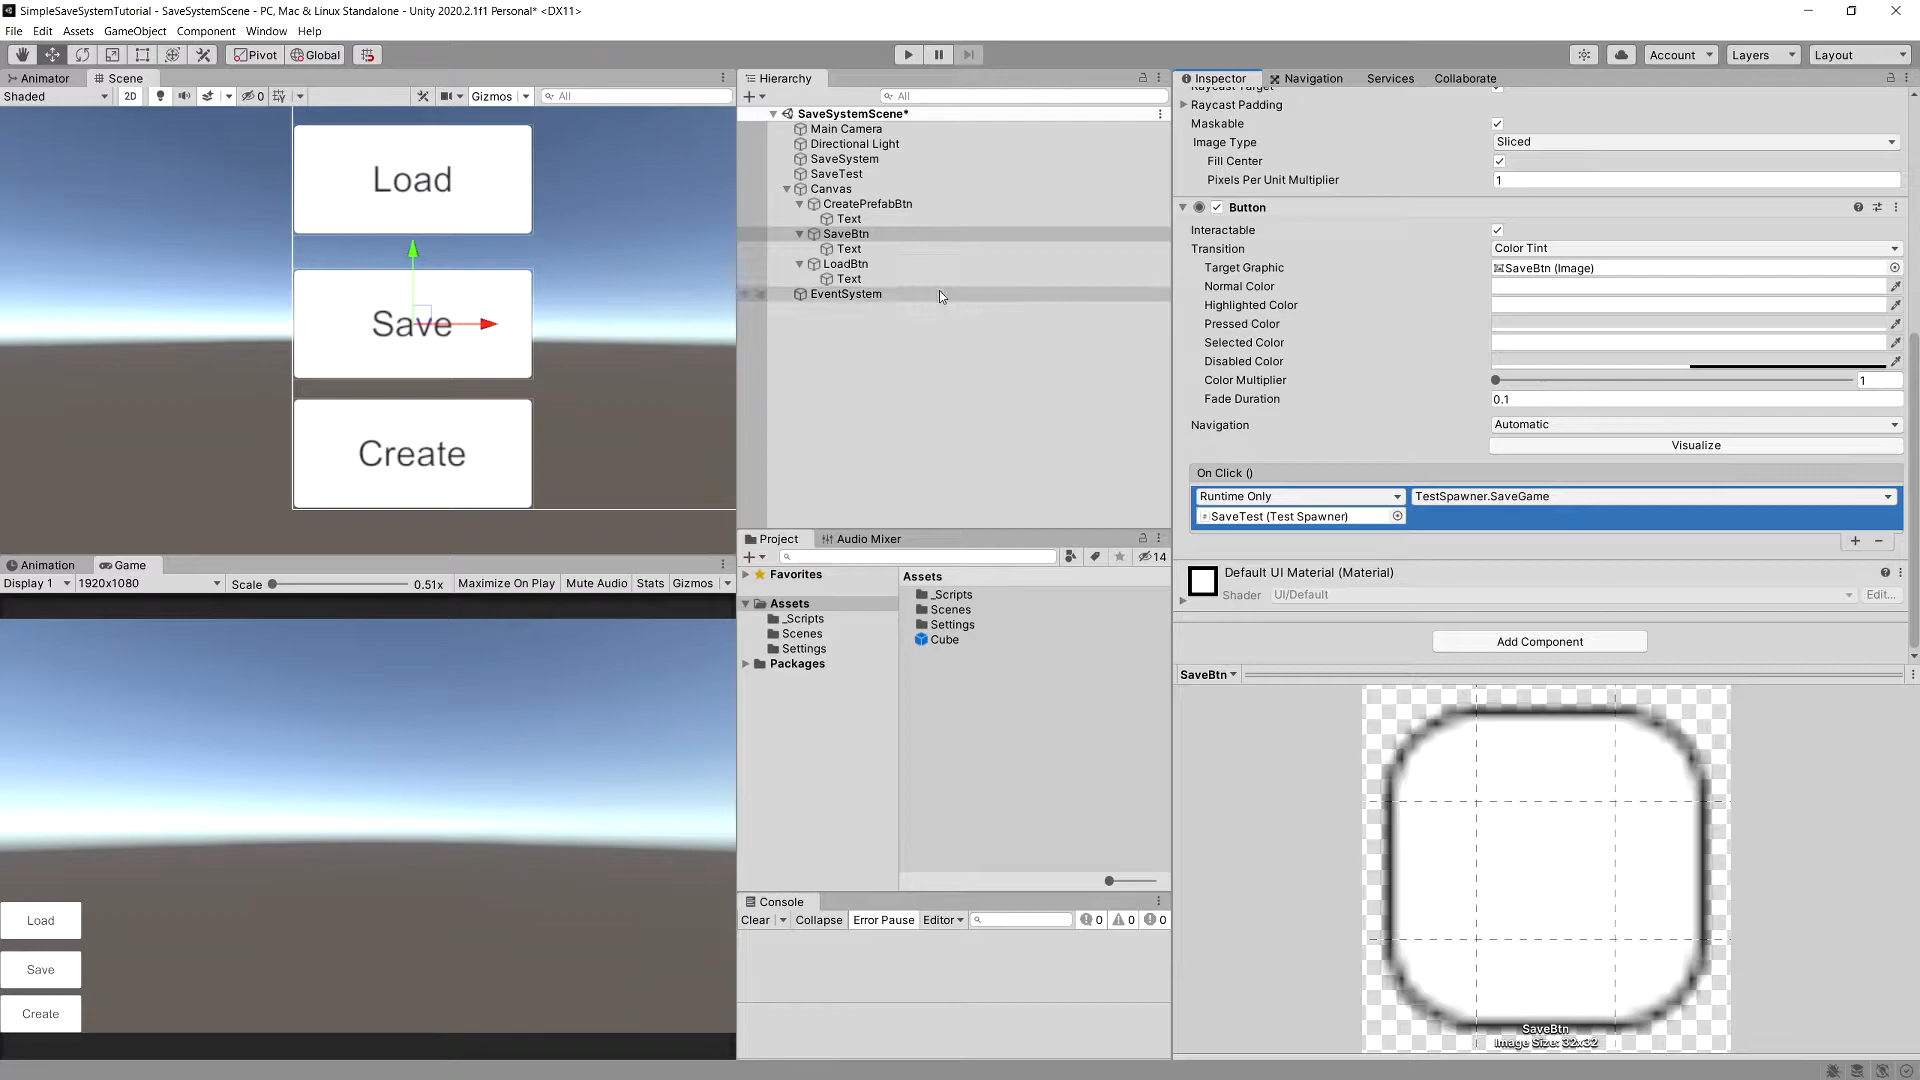 SimpleSaveSystemTutorial - SaveSystemScene - PC, Mac & Linux Standalone - Unity 2020.2.1f1 Personal* <DX11>
File Edit Assets GameObject Component Window Help
Pivot Global Account Layers Layout
Animator Scene
Shaded 2D 0 Gizmos All
Load
Save
Create
Animation Game
Display 1 1920x1080 Scale 0.51x Maximize On Play Mute Audio Stats Gizmos
Load
Save
Create
Hierarchy
All
SaveSystemScene*
Main Camera
Directional Light
SaveSystem
SaveTest
Canvas
CreatePrefabBtn
Text
SaveBtn
Text
LoadBtn
Text
EventSystem
Project Audio Mixer
14
Favorites
Assets
_Scripts
Scenes
Settings
Packages
Assets
_Scripts
Scenes
Settings
Cube
Console
Clear Collapse Error Pause Editor 0 0 0
Inspector Navigation Services Collaborate
Raycast Target
Raycast Padding
Maskable
Image Type Sliced
Fill Center
Pixels Per Unit Multiplier 1
Button
Interactable
Transition Color Tint
Target Graphic SaveBtn (Image)
Normal Color
Highlighted Color
Pressed Color
Selected Color
Disabled Color
Color Multiplier 1
Fade Duration 0.1
Navigation Automatic
Visualize
On Click ()
Runtime Only TestSpawner.SaveGame
SaveTest (Test Spawner)
Default UI Material (Material)
Shader UI/Default Edit...
Add Component
SaveBtn
SaveBtn
Image Size: 32x32